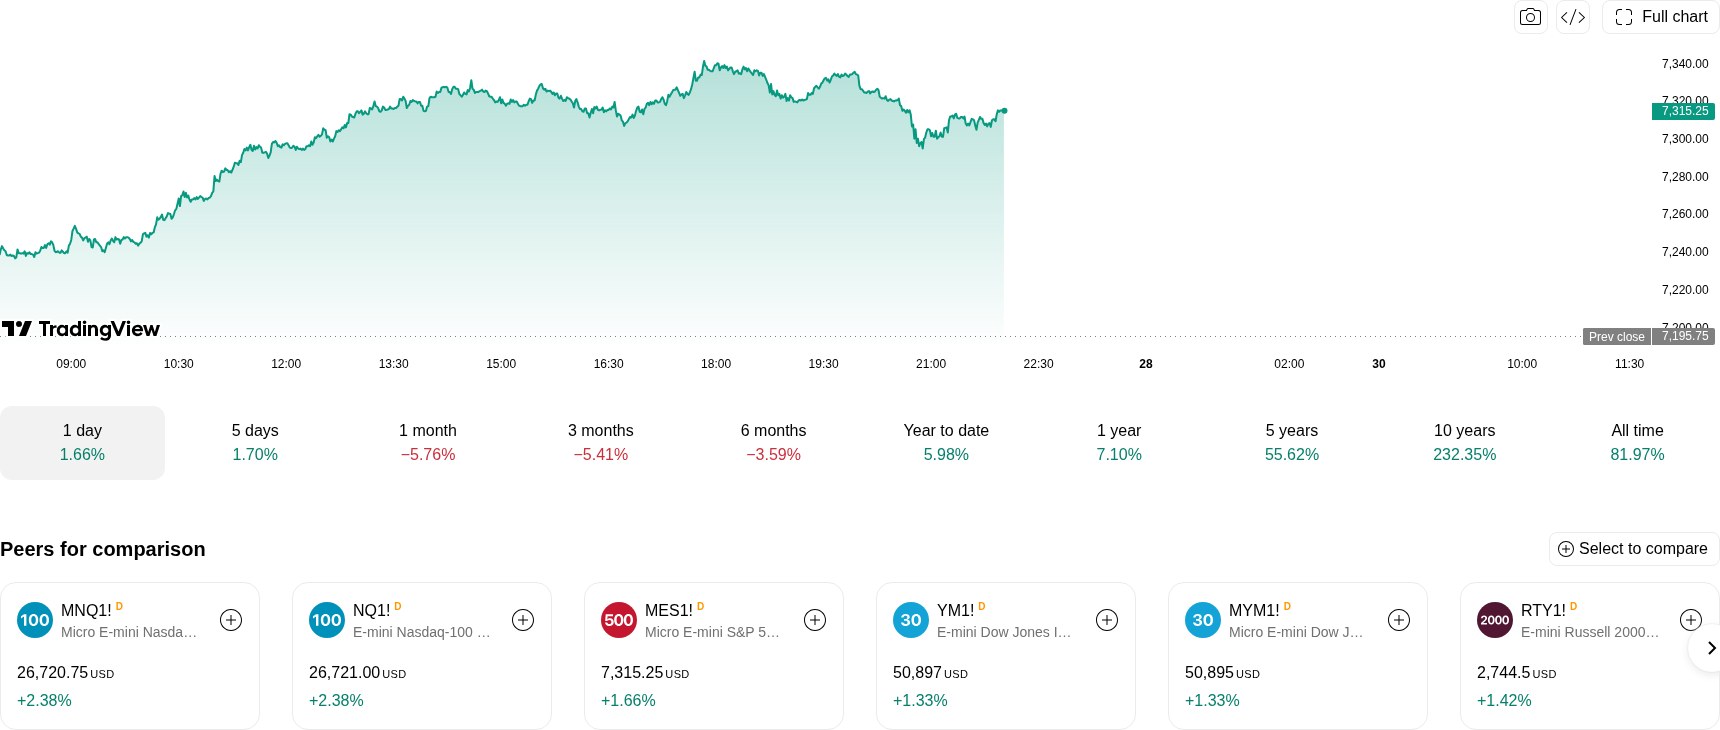 Full chart
7,340.00
7,320.00
7,315.25
7,300.00
7,280.00
7,260.00
7,240.00
7,220.00
7,200.00
TradingView
Prev close 7,195.75
09:00 10:30 12:00 13:30 15:00 16:30 18:00 19:30 21:00 22:30 28 02:00 30 10:00 11:30
1 day 5 days 1 month 3 months 6 months Year to date 1 year 5 years 10 years All time
1.66% 1.70% −5.76% −5.41% −3.59% 5.98% 7.10% 55.62% 232.35% 81.97%
Peers for comparison
Select to compare
100 MNQ1! D
Micro E-mini Nasda…
26,720.75 USD
+2.38%
100 NQ1! D
E-mini Nasdaq-100 …
26,721.00 USD
+2.38%
500 MES1! D
Micro E-mini S&P 5…
7,315.25 USD
+1.66%
30 YM1! D
E-mini Dow Jones I…
50,897 USD
+1.33%
30 MYM1! D
Micro E-mini Dow J…
50,895 USD
+1.33%
2000 RTY1! D
E-mini Russell 2000…
2,744.5 USD
+1.42%